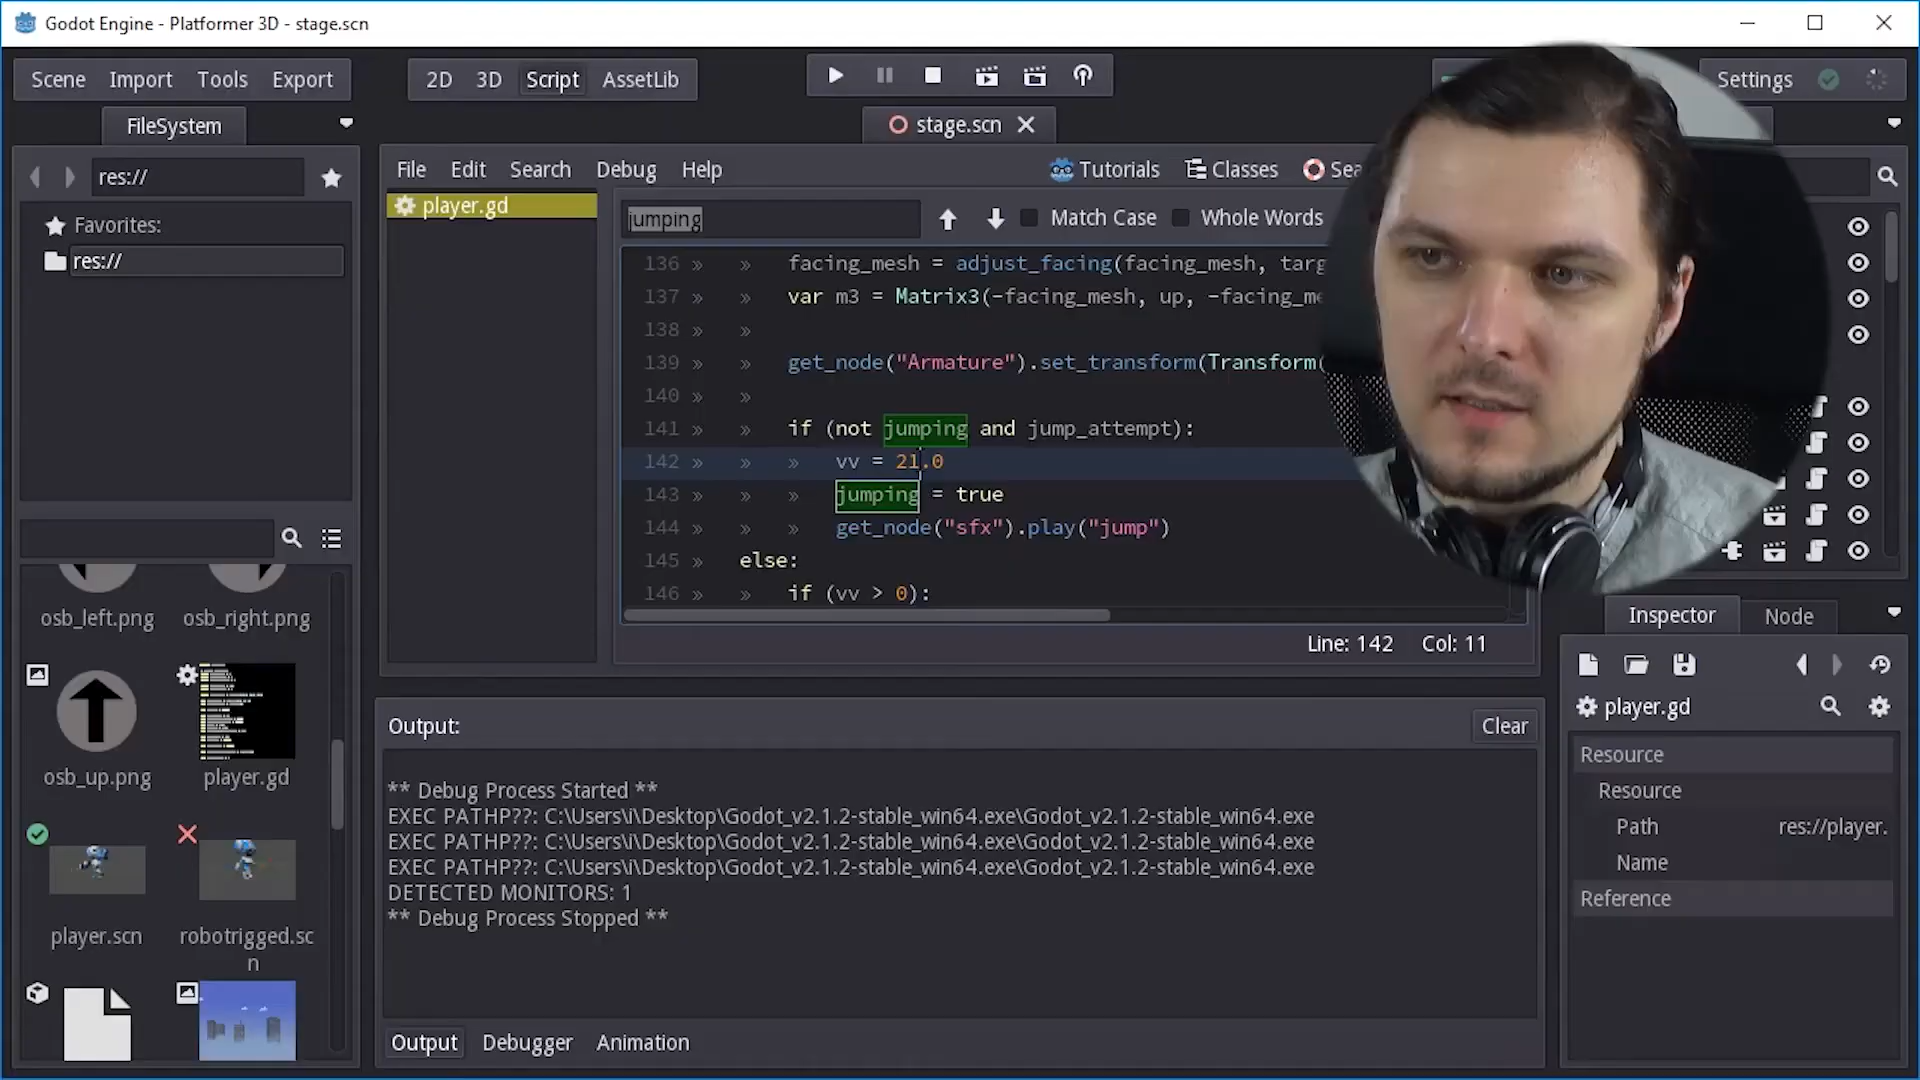 Godot Engine - Platformer 3D - stage.scn
Scene Import Tools Export
2D 3D Script AssetLib
Settings
FileSystem
stage.scn
res://
File Edit Search Debug Help
Tutorials Classes
player.gd
jumping
Match Case Whole Words
Favorites:
res://
136 » » facing_mesh = adjust_facing(facing_mesh, targ
137 » » var m3 = Matrix3(-facing_mesh, up, -facing_me
138 » »
139 » » get_node("Armature").set_transform(Transform(
140 » »
141 » » if (not jumping and jump_attempt):
142 » » » vv = 21.0
143 » » » jumping = true
144 » » » get_node("sfx").play("jump")
145 » else:
146 » » if (vv > 0):
Line: 142 Col: 11
osb_left.png osb_right.png
osb_up.png player.gd
player.scn robotrigged.sc
n
Output:
Clear
** Debug Process Started **
EXEC PATHP??: C:\Users\i\Desktop\Godot_v2.1.2-stable_win64.exe\Godot_v2.1.2-stable_win64.exe
EXEC PATHP??: C:\Users\i\Desktop\Godot_v2.1.2-stable_win64.exe\Godot_v2.1.2-stable_win64.exe
EXEC PATHP??: C:\Users\i\Desktop\Godot_v2.1.2-stable_win64.exe\Godot_v2.1.2-stable_win64.exe
DETECTED MONITORS: 1
** Debug Process Stopped **
Output Debugger Animation
Inspector Node
player.gd
Resource
Resource
Path res://player.
Name
Reference